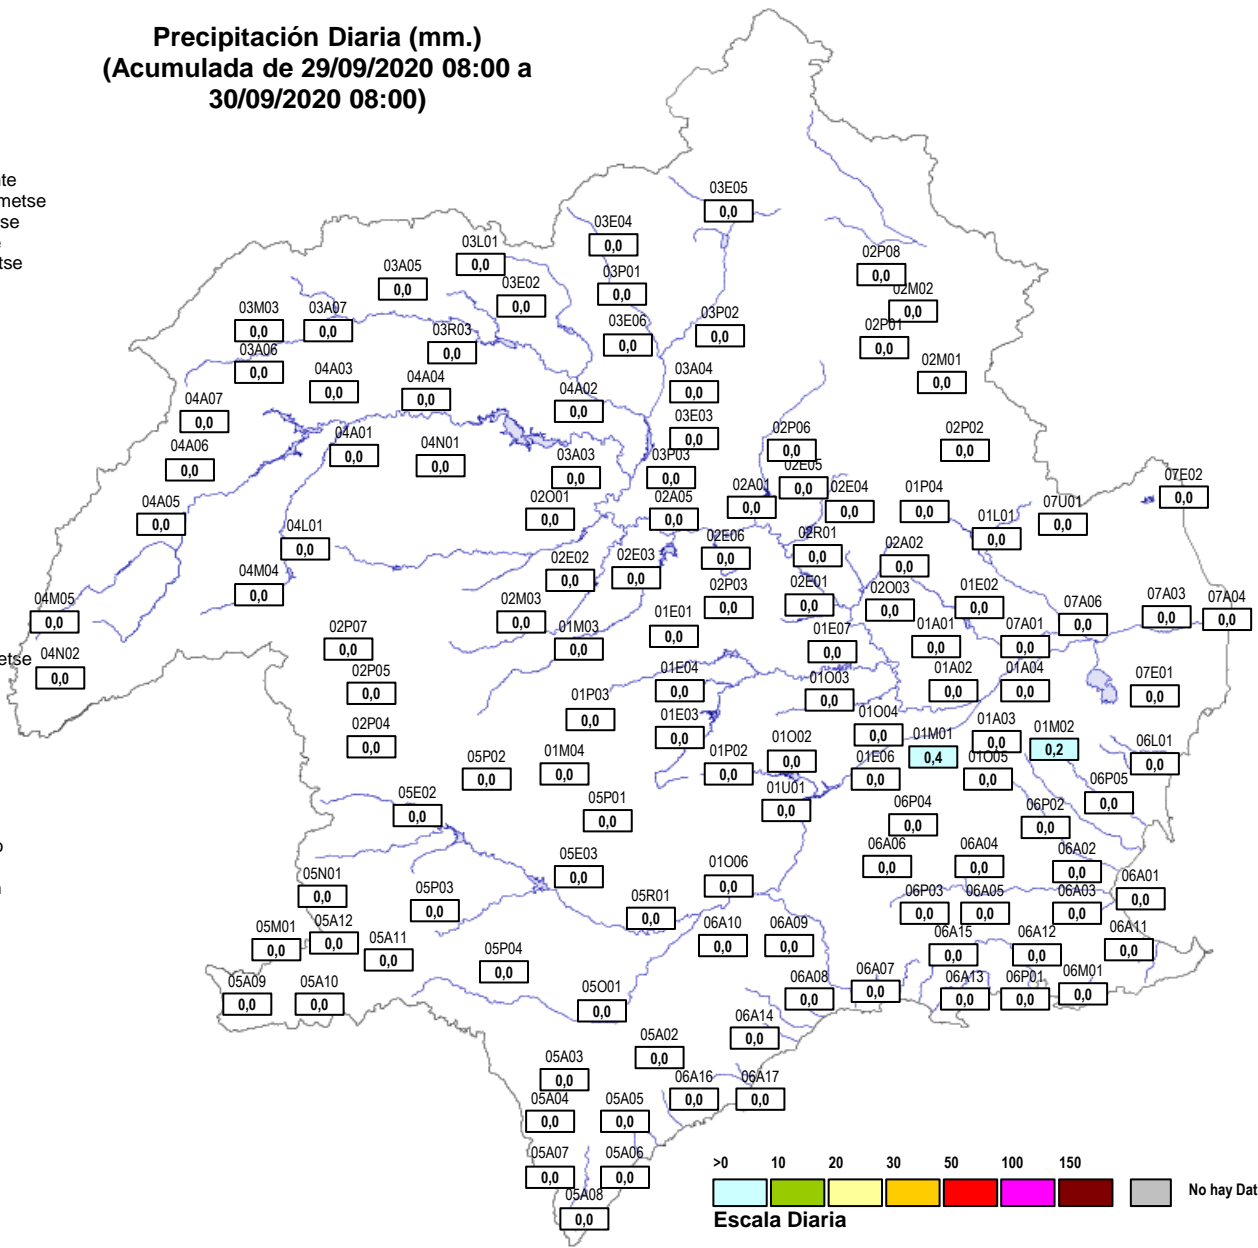 Precipitación Diaria (mm.)
(Acumulada de 29/09/2020 08:00 a
30/09/2020 08:00)
te
metse
se
tse
etse
03E05
0,0
03E04
0,0
03L01
0,0
02P08
0,0
03A05
0,0
03P01
0,0
03E02
0,0
02M02
0,0
03M03
0,0
03A07
0,0
03P02
0,0
03E06
0,0
02P01
0,0
03R03
0,0
03A06
0,0
02M01
0,0
04A03
0,0
04A04
0,0
03A04
0,0
04A02
0,0
04A07
0,0
03E03
0,0
02P06
0,0
02P02
0,0
04A01
0,0
04A06
0,0
04N01
0,0
03A03
0,0
03P03
0,0
02E05
0,0
07E02
0,0
02A01
0,0
02E04
0,0
01P04
0,0
04A05
0,0
02O01
0,0
02A05
0,0
07U01
0,0
01L01
0,0
04L01
0,0
02E06
0,0
02R01
0,0
02A02
0,0
02E02
0,0
02E03
0,0
04M04
0,0
02P03
0,0
02E01
0,0
02O03
0,0
01E02
0,0
07A03
0,0
07A04
0,0
04M05
0,0
02M03
0,0
07A06
0,0
01E01
0,0
02P07
0,0
01M03
0,0
01E07
0,0
01A01
0,0
07A01
0,0
04N02
0,0
02P05
0,0
01E04
0,0
01O03
0,0
01A02
0,0
01A04
0,0
07E01
0,0
01P03
0,0
01E03
0,0
01O04
0,0
01A03
0,0
01M02
0,2
02P04
0,0
01M01
0,4
01O02
0,0
06L01
0,0
05P02
0,0
01M04
0,0
01P02
0,0
01E06
0,0
01O05
0,0
05E02
0,0
05P01
0,0
01U01
0,0
06P05
0,0
06P04
0,0
06P02
0,0
05E03
0,0
06A06
0,0
06A04
0,0
06A02
0,0
05N01
0,0
01O06
0,0
06A01
0,0
05P03
0,0
05R01
0,0
06P03
0,0
06A05
0,0
06A03
0,0
05M01
0,0
05A12
0,0
05A11
0,0
06A10
0,0
06A09
0,0
06A15
0,0
06A12
0,0
06A11
0,0
05P04
0,0
05A09
0,0
05A10
0,0
05O01
0,0
06A08
0,0
06A07
0,0
06A13
0,0
06P01
0,0
06M01
0,0
06A14
0,0
05A02
0,0
05A03
0,0
06A16
0,0
06A17
0,0
05A04
0,0
05A05
0,0
05A07
0,0
05A06
0,0
05A08
0,0
>0 10 20 30 50 100 150
No hay Dat
Escala Diaria